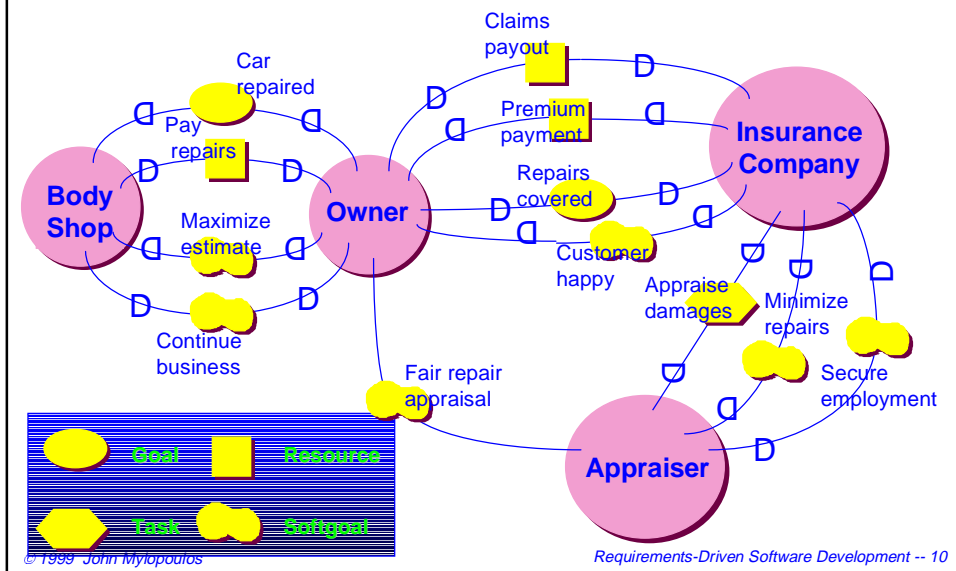 Claims
payout
D
D
Car
repaired
D
D
Premium
payment
D
D
Pay
repairs
D
D
Insurance
Company
Body
Shop
Owner
Repairs
covered
D
D
Maximize
estimate
D
D
Customer
happy
D
D
Continue
business
D
D
Appraise
damages
D
D
Minimize
repairs
D
D
Secure
employment
D
D
Fair repair
appraisal
Appraiser
Goal
Resource
Task
Softgoal
© 1999 John Mylopoulos
Requirements-Driven Software Development -- 10